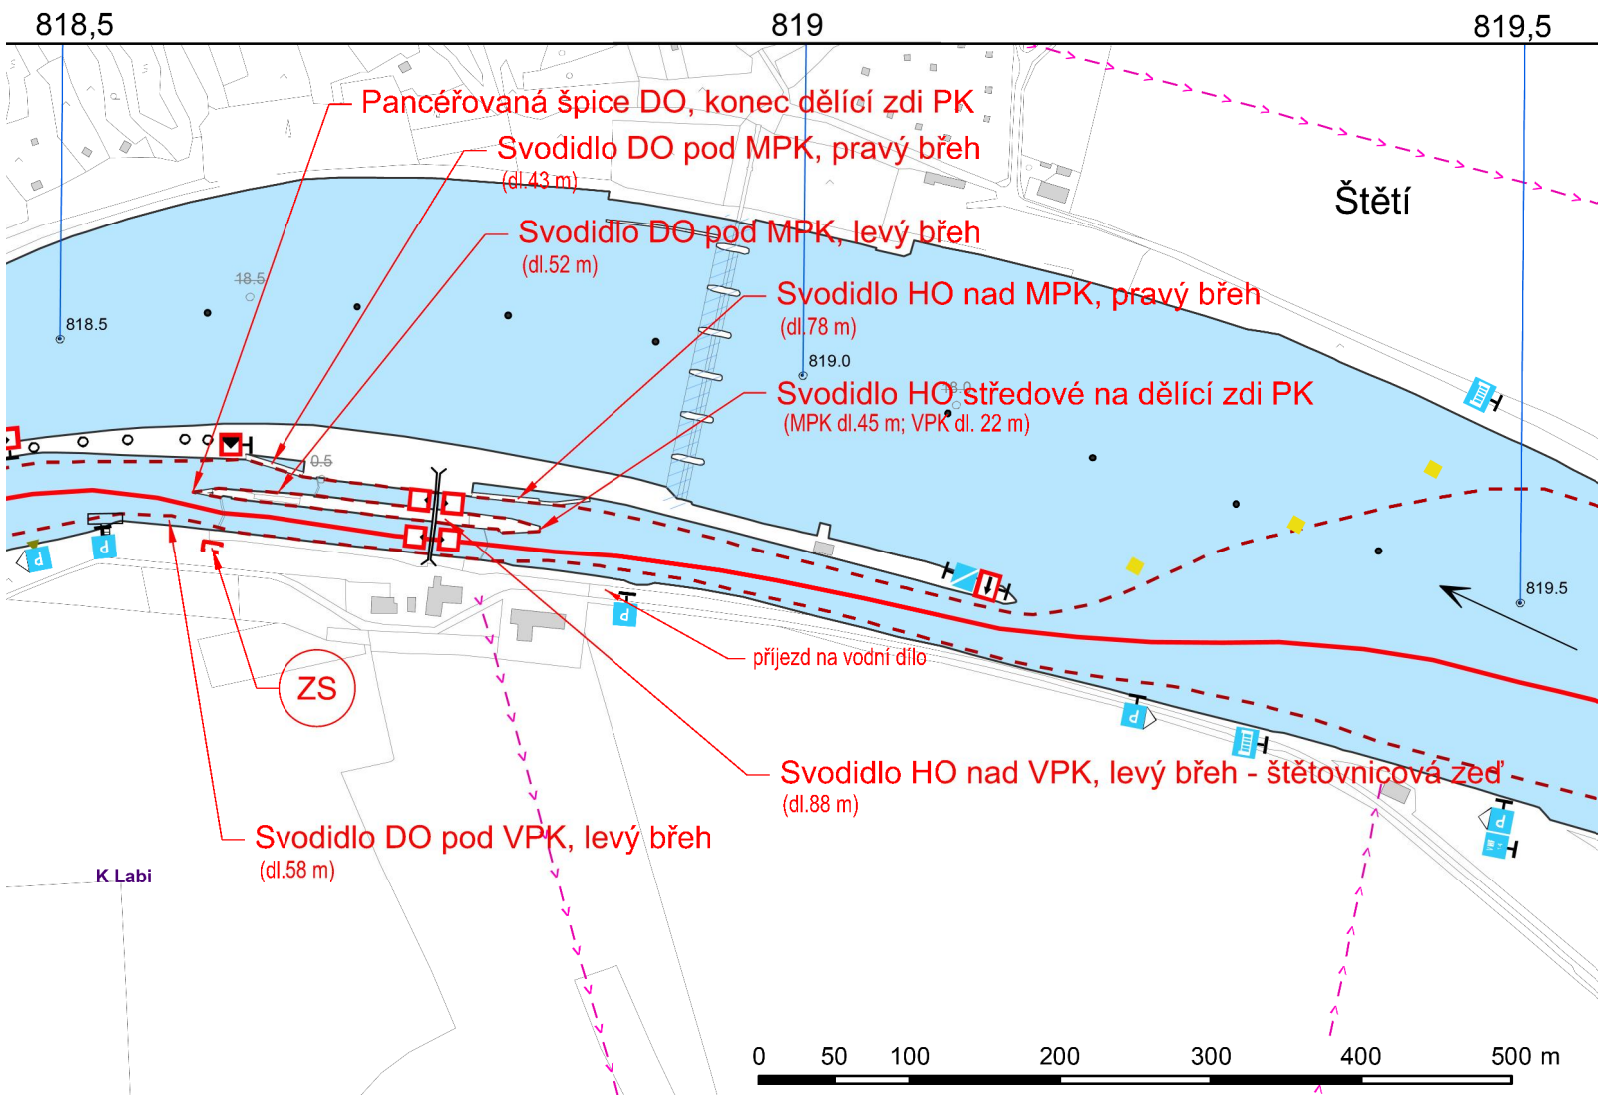 818,5
819
819,5
Pancéřovaná špice DO, konec dělící zdi PK
Svodidlo DO pod MPK, pravý břeh
(dl.43 m)
Štětí
Svodidlo DO pod MPK, levý břeh
(dl.52 m)
18.5
Svodidlo HO nad MPK, pravý břeh
(dl.78 m)
818.5
819.0
18.0
Svodidlo HO středové na dělící zdi PK
(MPK dl.45 m; VPK dl. 22 m)
0.5
P
P
819.5
P
příjezd na vodní dílo
ZS
P
Svodidlo HO nad VPK, levý břeh - štětovnicová zeď
(dl.88 m)
P
Svodidlo DO pod VPK, levý břeh
(dl.58 m)
K Labi
0 50 100 200 300 400 500 m